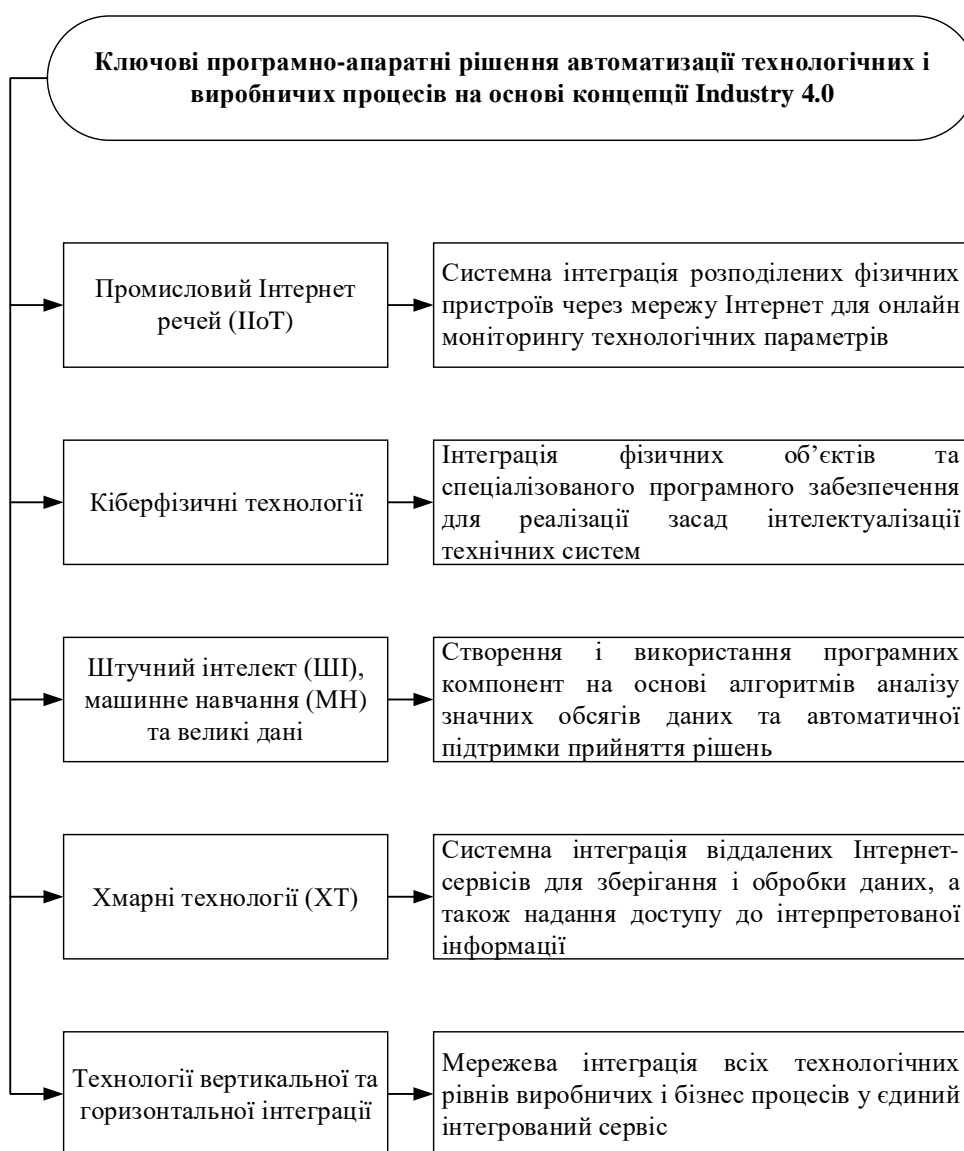 Ключові програмно-апаратні рішення автоматизації технологічних і
виробничих процесів на основі концепції Industry 4.0
Промисловий Інтернет
речей (ІІоТ)
Системна інтеграція розподілених фізичних
пристроїв через мережу Інтернет для онлайн
моніторингу технологічних параметрів
Кіберфізичні технології
Інтеграція фізичних об’єктів та
спеціалізованого програмного забезпечення
для реалізації засад інтелектуалізації
технічних систем
Штучний інтелект (ШІ),
машинне навчання (МН)
та великі дані
Створення і використання програмних
компонент на основі алгоритмів аналізу
значних обсягів даних та автоматичної
підтримки прийняття рішень
Хмарні технології (ХТ)
Системна інтеграція віддалених Інтернет-
сервісів для зберігання і обробки даних, а
також надання доступу до інтерпретованої
інформації
Технології вертикальної та
горизонтальної інтеграції
Мережева інтеграція всіх технологічних
рівнів виробничих і бізнес процесів у єдиний
інтегрований сервіс